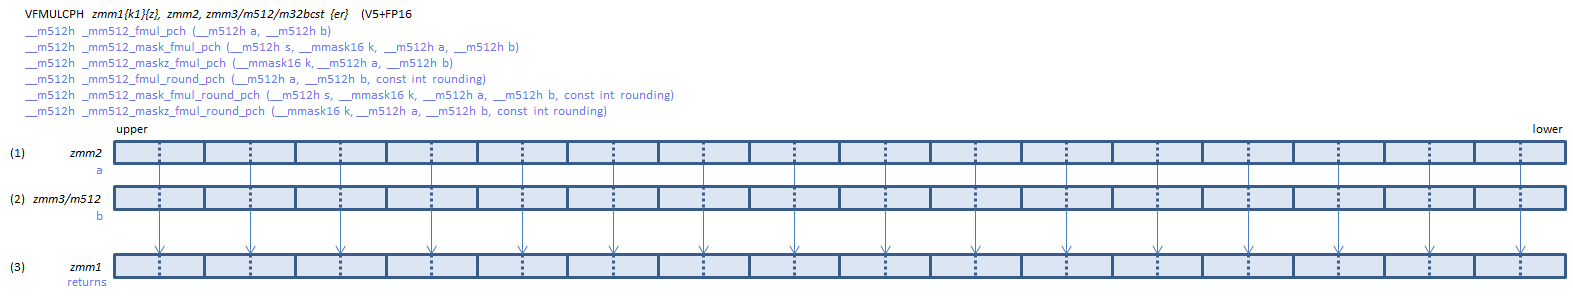 VFMULCPH zmm1{k1}{z}, zmm2, zmm3/m512/m32bcst {er} (V5+FP16
__m512h _mm512_fmul_pch (__m512h a, __m512h b)
__m512h _mm512_mask_fmul_pch (__m512h s, __mmask16 k, __m512h a, __m512h b)
__m512h _mm512_maskz_fmul_pch (__mmask16 k, __m512h a, __m512h b)
__m512h _mm512_fmul_round_pch (__m512h a, __m512h b, const int rounding)
__m512h _mm512_mask_fmul_round_pch (__m512h s, __mmask16 k, __m512h a, __m512h b, const int rounding)
__m512h _mm512_maskz_fmul_round_pch (__mmask16 k, __m512h a, __m512h b, const int rounding)
upper lower
(1) zmm2
a
(2) zmm3/m512
b
(3) zmm1
returns